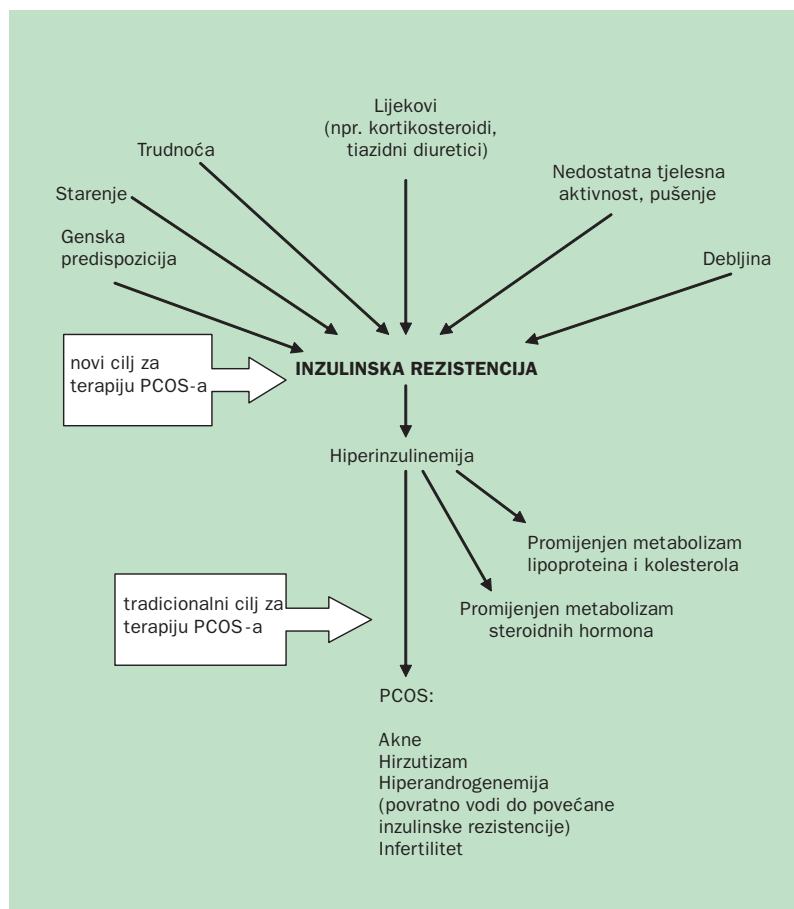 Lijekovi
(npr. kortikosteroidi,
tiazidni diuretici)
Trudnoća
Nedostatna tjelesna
aktivnost, pušenje
Starenje
Genska
predispozicija
Debljina
novi cilj za
terapiju PCOS-a
INZULINSKA REZISTENCIJA
Hiperinzulinemija
Promijenjen metabolizam
lipoproteina i kolesterola
tradicionalni cilj za
terapiju PCOS-a
Promijenjen metabolizam
steroidnih hormona
PCOS:
Akne
Hirzutizam
Hiperandrogenemija
(povratno vodi do povećane
inzulinske rezistencije)
Infertilitet